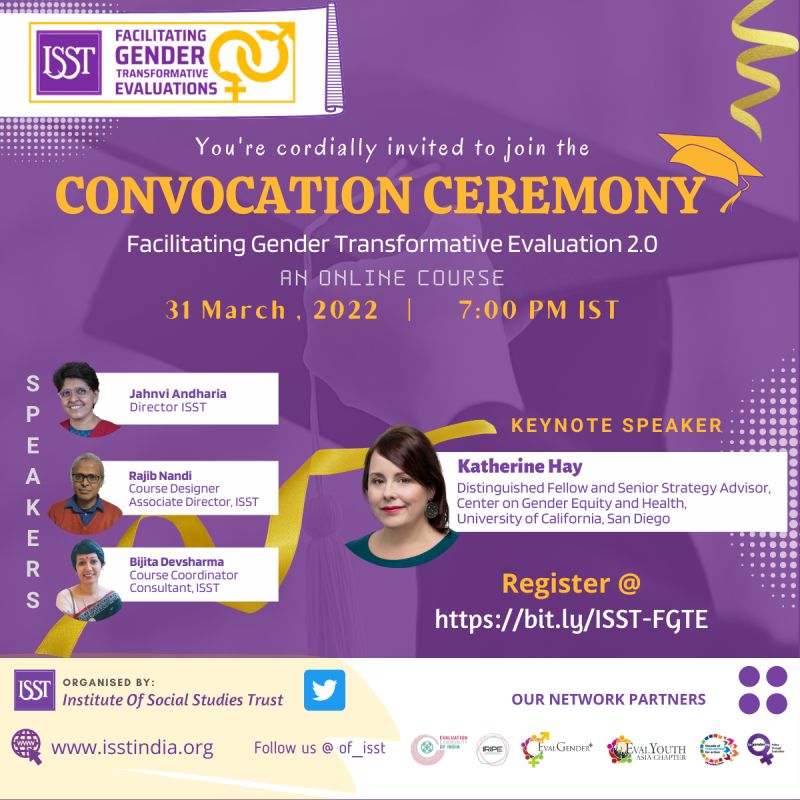 ISST
FACILITATING
GENDER
TRANSFORMATIVE
EVALUATIONS
You're cordially invited to join the
CONVOCATION CEREMONY
Facilitating Gender Transformative Evaluation 2.0
AN ONLINE COURSE
31 March , 2022 | 7:00 PM IST
SPEAKERS
Jahnvi Andharia
Director ISST
Rajib Nandi
Course Designer
Associate Director, ISST
Bijita Devsharma
Course Coordinator
Consultant, ISST
KEYNOTE SPEAKER
Katherine Hay
Distinguished Fellow and Senior Strategy Advisor,
Center on Gender Equity and Health,
University of California, San Diego
Register @
https://bit.ly/ISST-FGTE
ISST
ORGANISED BY:
Institute Of Social Studies Trust
OUR NETWORK PARTNERS
www.isstindia.org
Follow us @ of_isst
EVALUATION
COMMUNITY
OF INDIA
IRIPE
EVALGENDER+
EVALYOUTH
ASIA CHAPTER